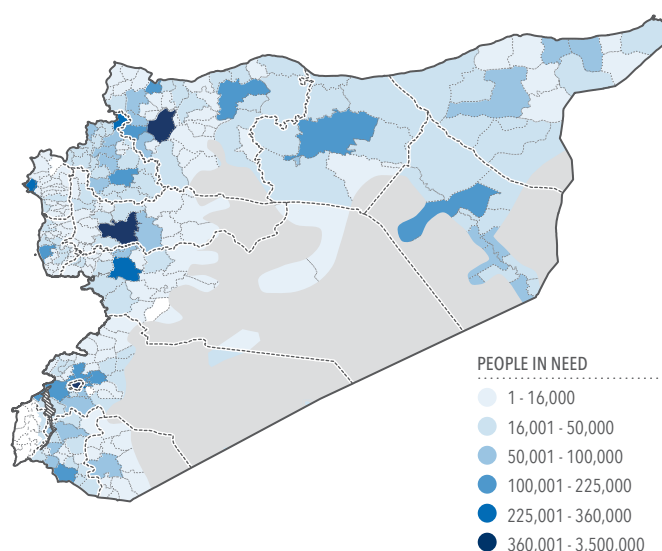 PEOPLE IN NEED
1 - 16,000
16,001 - 50,000
50,001 - 100,000
100,001 - 225,000
225,001 - 360,000
360,001 - 3,500,000